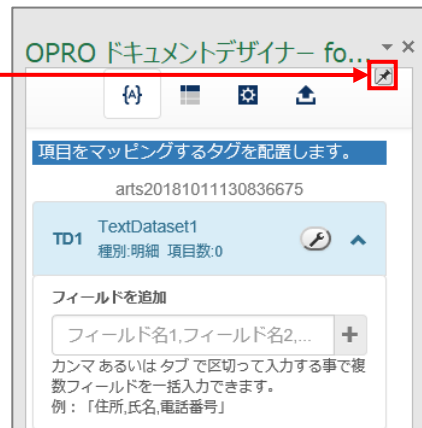 OPRO ドキュメントデザイナー fo...
{A}
項目をマッピングするタグを配置します。
arts20181011130836675
TD1
TextDataset1
種別:明細 項目数:0
フィールドを追加
フィールド名1,フィールド名2,...
カンマ あるいは タブ で区切って入力する事で複
数フィールドを一括入力できます。
例：「住所,氏名,電話番号」